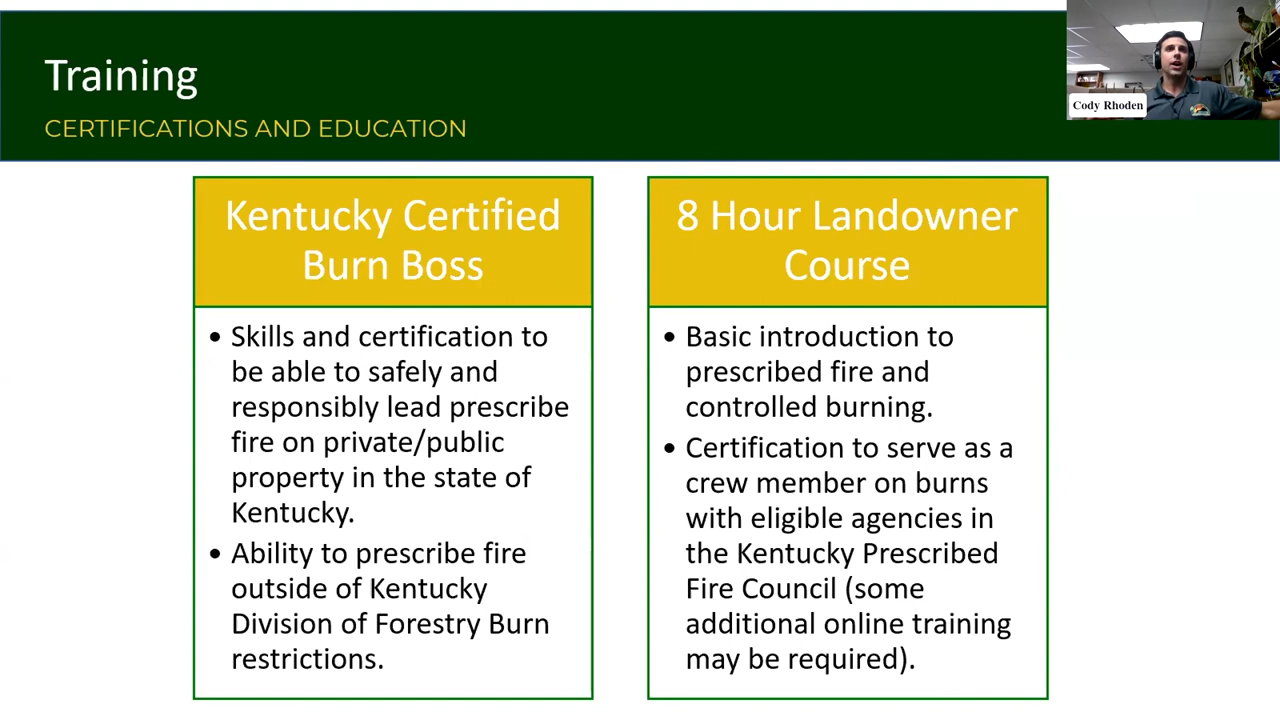 Training
CERTIFICATIONS AND EDUCATION
Cody Rhoden
Kentucky Certified
Burn Boss
• Skills and certification to
be able to safely and
responsibly lead prescribe
fire on private/public
property in the state of
Kentucky.
• Ability to prescribe fire
outside of Kentucky
Division of Forestry Burn
restrictions.
8 Hour Landowner
Course
• Basic introduction to
prescribed fire and
controlled burning.
• Certification to serve as a
crew member on burns
with eligible agencies in
the Kentucky Prescribed
Fire Council (some
additional online training
may be required).